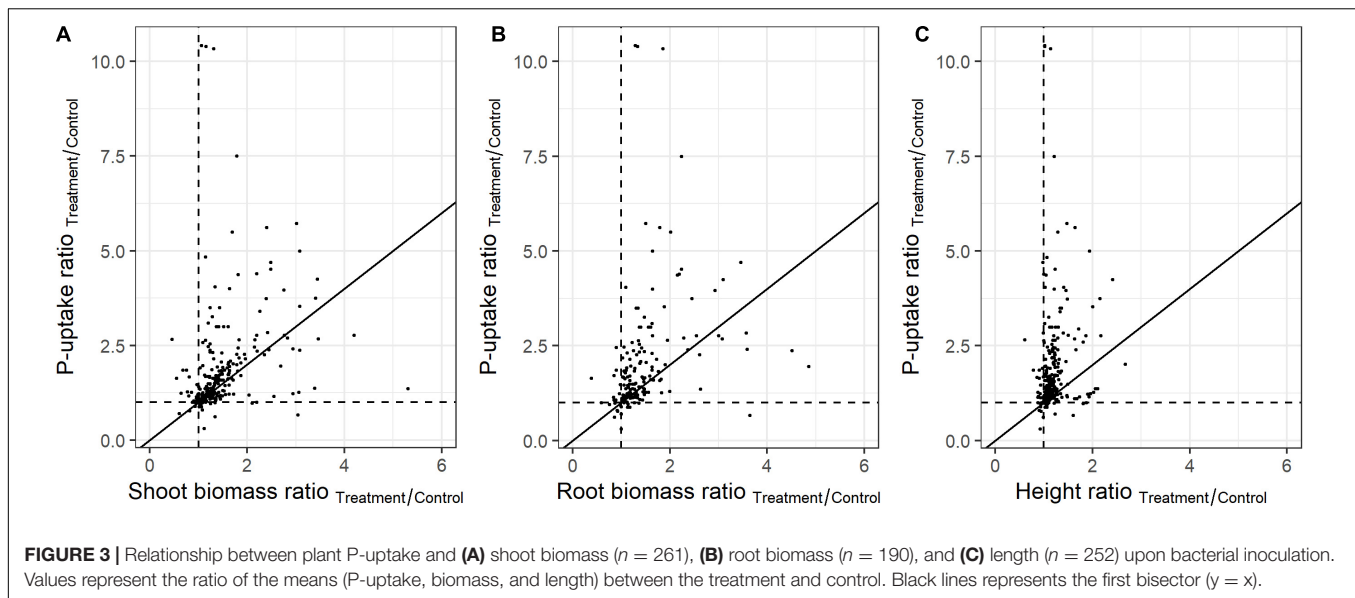 A
P-uptake ratio Treatment/Control
10.0
7.5
5.0
2.5
0.0
0 2 4 6
Shoot biomass ratio Treatment/Control
B
P-uptake ratio Treatment/Control
10.0
7.5
5.0
2.5
0.0
0 2 4 6
Root biomass ratio Treatment/Control
C
P-uptake ratio Treatment/Control
10.0
7.5
5.0
2.5
0.0
0 2 4 6
Height ratio Treatment/Control
FIGURE 3 | Relationship between plant P-uptake and (A) shoot biomass (n = 261), (B) root biomass (n = 190), and (C) length (n = 252) upon bacterial inoculation.
Values represent the ratio of the means (P-uptake, biomass, and length) between the treatment and control. Black lines represents the first bisector (y = x).